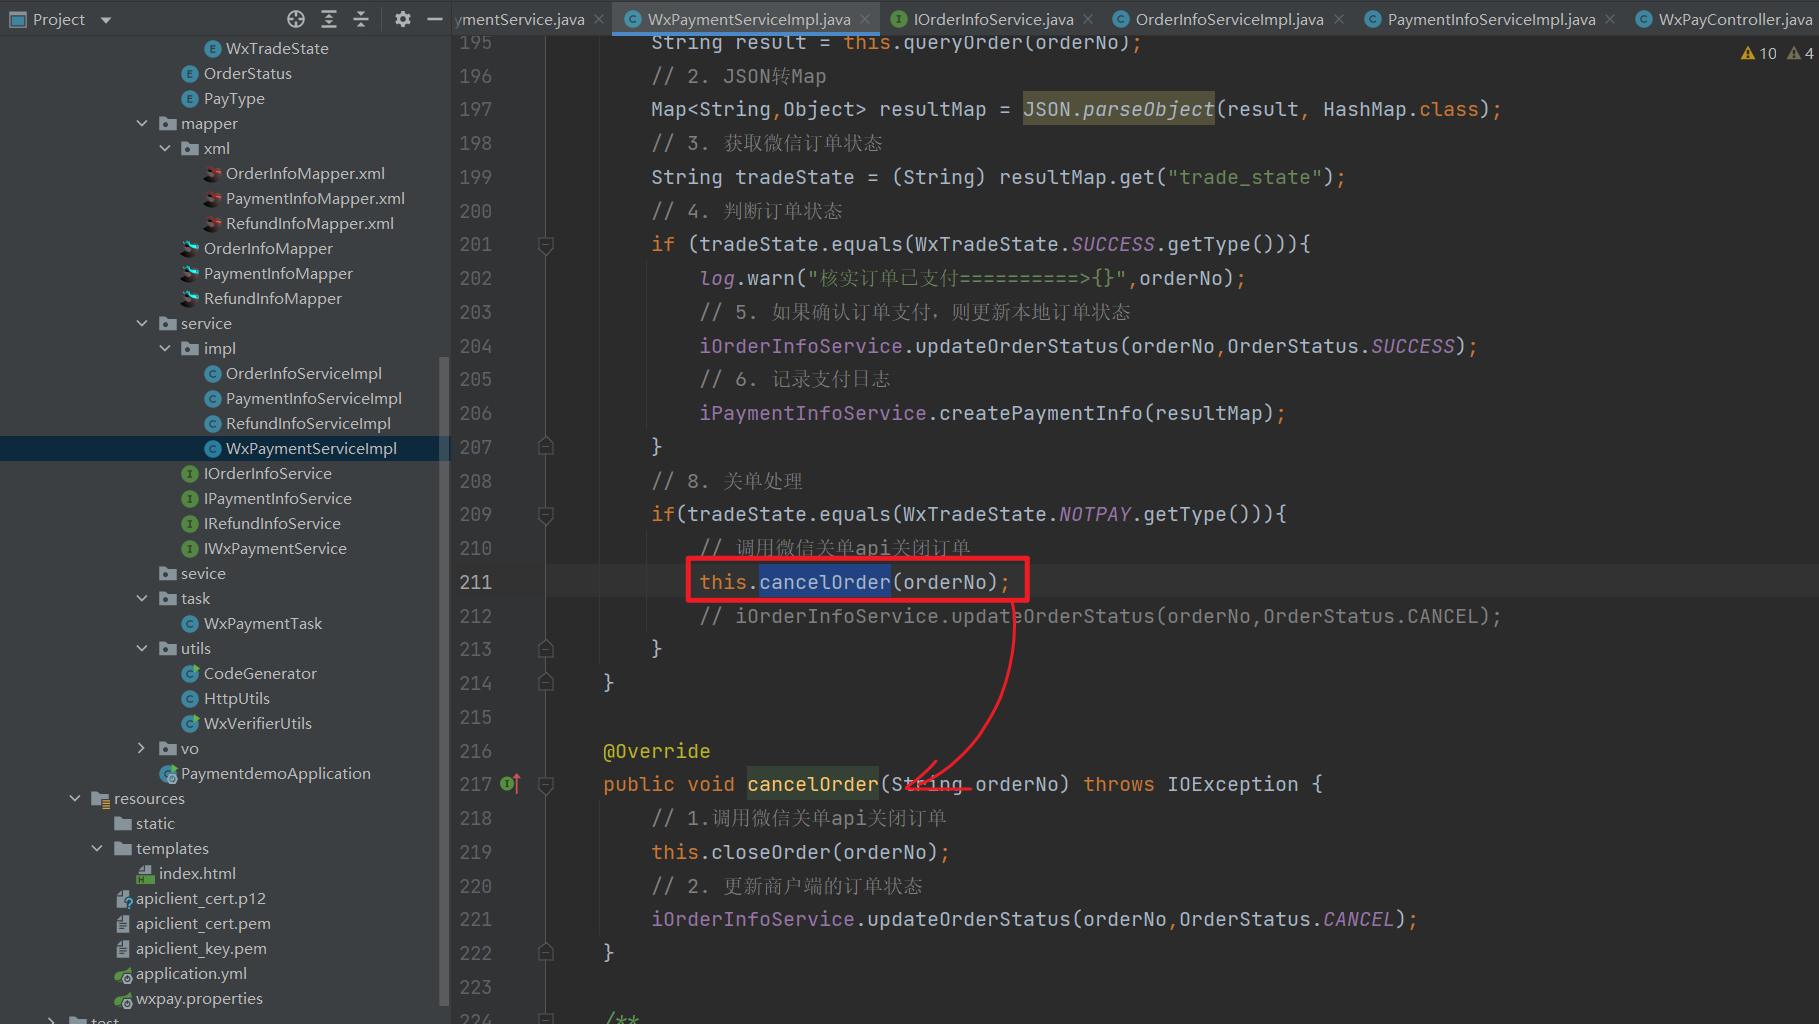 Project
ymentService.java
WxPaymentServiceImpl.java
IOrderInfoService.java
OrderInfoServiceImpl.java
PaymentInfoServiceImpl.java
WxPayController.java
10 4
WxTradeState
OrderStatus
PayType
mapper
xml
OrderInfoMapper.xml
PaymentInfoMapper.xml
RefundInfoMapper.xml
OrderInfoMapper
PaymentInfoMapper
RefundInfoMapper
service
impl
OrderInfoServiceImpl
PaymentInfoServiceImpl
RefundInfoServiceImpl
WxPaymentServiceImpl
IOrderInfoService
IPaymentInfoService
IRefundInfoService
IWxPaymentService
sevice
task
WxPaymentTask
utils
CodeGenerator
HttpUtils
WxVerifierUtils
vo
PaymentdemoApplication
resources
static
templates
index.html
apiclient_cert.p12
apiclient_cert.pem
apiclient_key.pem
application.yml
wxpay.properties
test
195 String result = this.queryOrder(orderNo);
196 // 2. JSON转Map
197 Map<String,Object> resultMap = JSON.parseObject(result, HashMap.class);
198 // 3. 获取微信订单状态
199 String tradeState = (String) resultMap.get("trade_state");
200 // 4. 判断订单状态
201 if (tradeState.equals(WxTradeState.SUCCESS.getType())){
202 log.warn("核实订单已支付==========>{}",orderNo);
203 // 5. 如果确认订单支付，则更新本地订单状态
204 iOrderInfoService.updateOrderStatus(orderNo,OrderStatus.SUCCESS);
205 // 6. 记录支付日志
206 iPaymentInfoService.createPaymentInfo(resultMap);
207 }
208 // 8. 关单处理
209 if(tradeState.equals(WxTradeState.NOTPAY.getType())){
210 // 调用微信关单api关闭订单
211 this.cancelOrder(orderNo);
212 // iOrderInfoService.updateOrderStatus(orderNo,OrderStatus.CANCEL);
213 }
214 }
215
216 @Override
217 public void cancelOrder(String orderNo) throws IOException {
218 // 1.调用微信关单api关闭订单
219 this.closeOrder(orderNo);
220 // 2. 更新商户端的订单状态
221 iOrderInfoService.updateOrderStatus(orderNo,OrderStatus.CANCEL);
222 }
223
224 /**